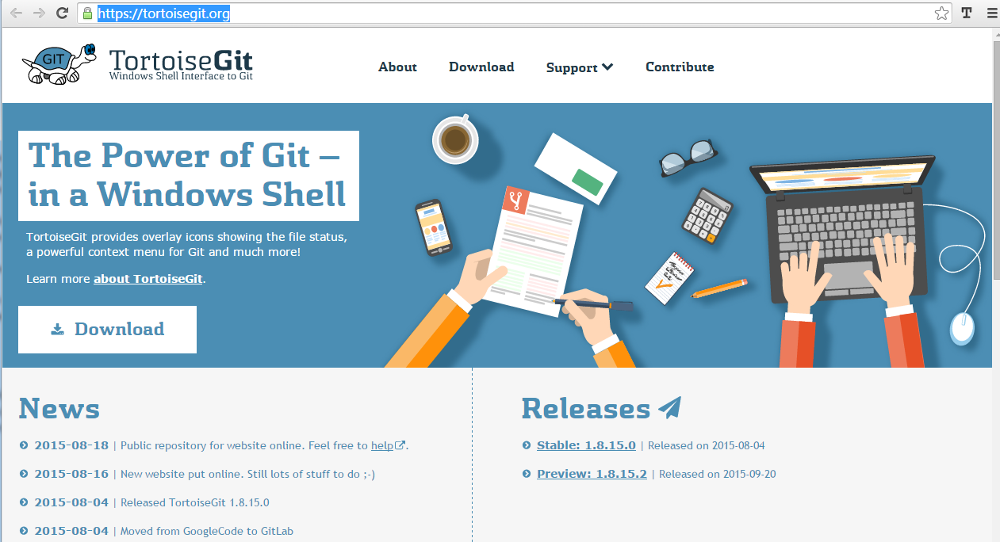 https://tortoisegit.org
GIT
TortoiseGit
Windows Shell Interface to Git
About
Download
Support
Contribute
The Power of Git –
in a Windows Shell
TortoiseGit provides overlay icons showing the file status,
a powerful context menu for Git and much more!
Learn more about TortoiseGit.
Download
News
2015-08-18 | Public repository for website online. Feel free to help.
2015-08-16 | New website put online. Still lots of stuff to do ;-)
2015-08-04 | Released TortoiseGit 1.8.15.0
2015-08-04 | Moved from GoogleCode to GitLab
Releases
Stable: 1.8.15.0 | Released on 2015-08-04
Preview: 1.8.15.2 | Released on 2015-09-20